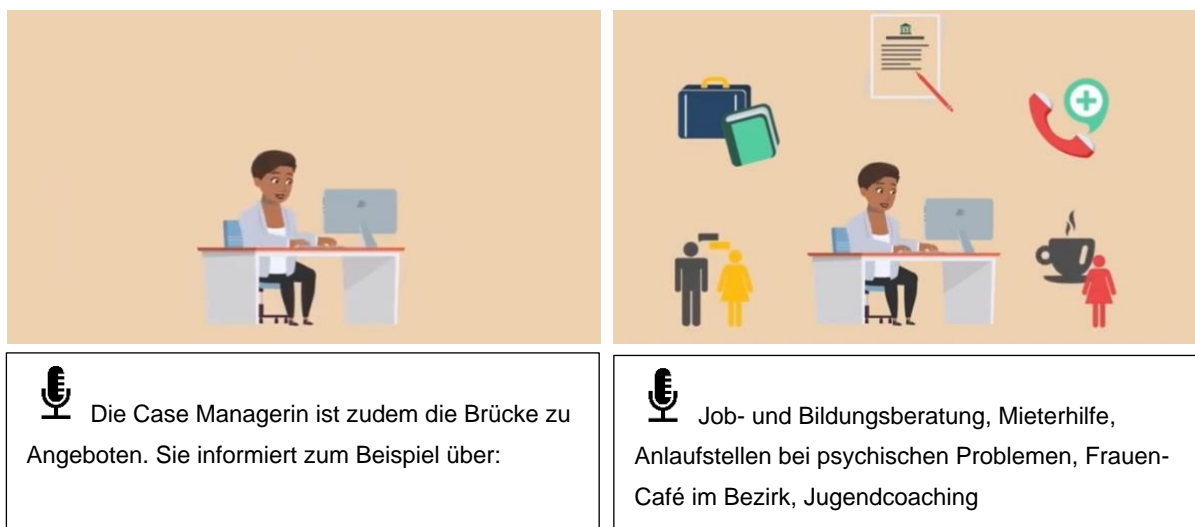 Die Case Managerin ist zudem die Brücke zu
Angeboten. Sie informiert zum Beispiel über:
Job- und Bildungsberatung, Mieterhilfe,
Anlaufstellen bei psychischen Problemen, Frauen-
Café im Bezirk, Jugendcoaching